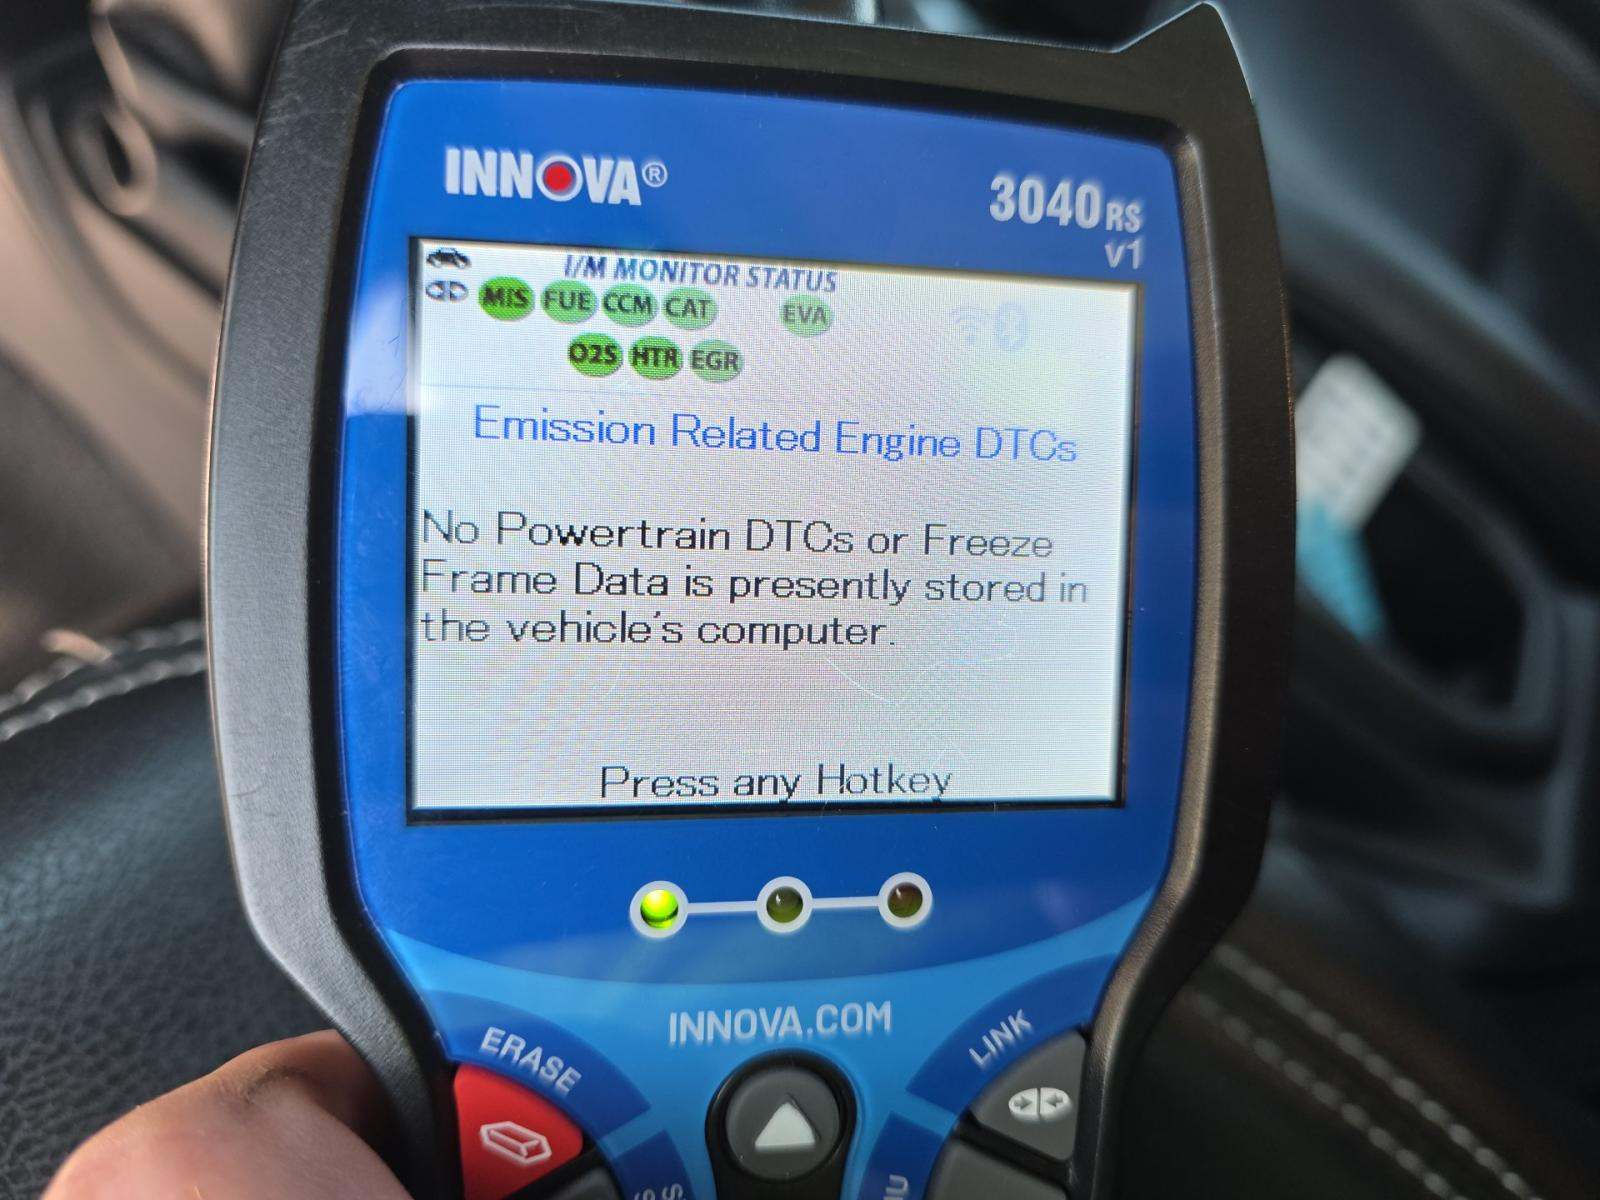 INNOVA®
3040RS
v1
I/M MONITOR STATUS
MIS FUE CCM CAT EVA
O2S HTR EGR
Emission Related Engine DTCs
No Powertrain DTCs or Freeze
Frame Data is presently stored in
the vehicle's computer.
Press any Hotkey
INNOVA.COM
ERASE
LINK